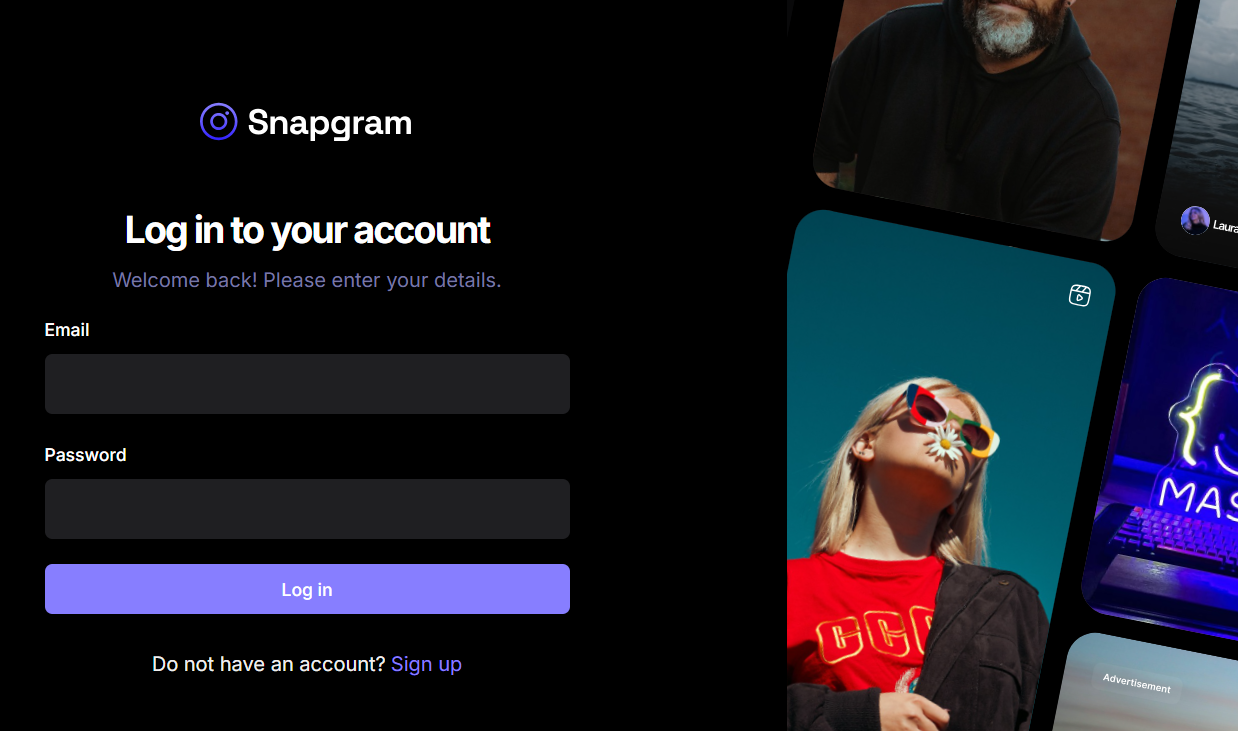 Snapgram
Log in to your account
Welcome back! Please enter your details.
Email
Password
Log in
Do not have an account? Sign up
Laura
MAS
Advertisement